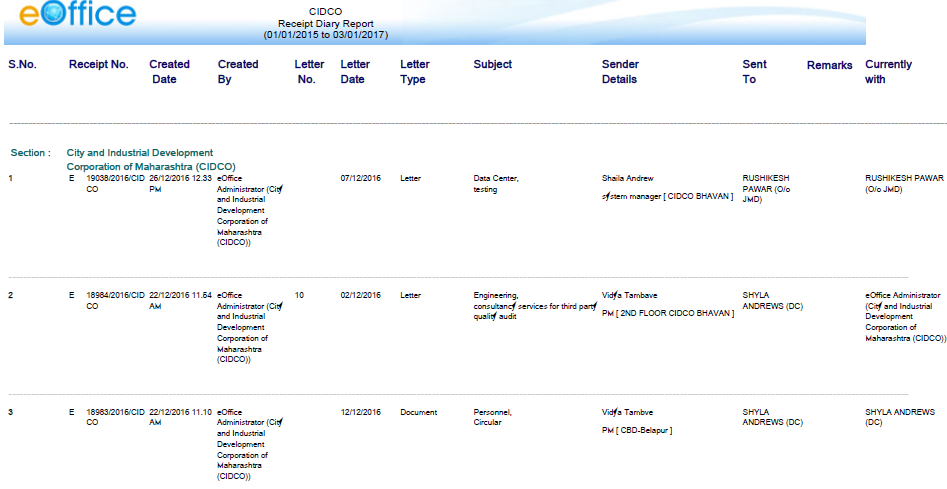 eOffice
CIDCO
Receipt Diary Report
(01/01/2015 to 03/01/2017)
S.No. Receipt No. Created Date Created By Letter No. Letter Date Letter Type Subject Sender Details Sent To Remarks Currently with
Section : City and Industrial Development
Corporation of Maharashtra (CIDCO)
1 E 19038/2016/CID 26/12/2016 12.33 eOffice 07/12/2016 Letter Data Center, Shaila Andrew RUSHIKESH RUSHIKESH PAWAR
CO PM Administrator (City testing system manager [ CIDCO BHAVAN ] PAWAR (O/o (O/o JMD)
and Industrial JMD)
Development
Corporation of
Maharashtra
(CIDCO))
2 E 18984/2016/CID 22/12/2016 11.54 eOffice 10 02/12/2016 Letter Engineering, Vidya Tambave SHYLA eOffice Administrator
CO AM Administrator (City consultancy services for third party PM [ 2ND FLOOR CIDCO BHAVAN ] ANDREWS (DC) (City and Industrial
and Industrial quality audit Development
Development Corporation of
Corporation of Maharashtra (CIDCO))
Maharashtra
(CIDCO))
3 E 18983/2016/CID 22/12/2016 11.10 eOffice 12/12/2016 Document Personnel, Vidya Tambve SHYLA SHYLA ANDREWS
CO AM Administrator (City Circular PM [ CBD-Belapur ] ANDREWS (DC) (DC)
and Industrial
Development
Corporation of
Maharashtra
(CIDCO))